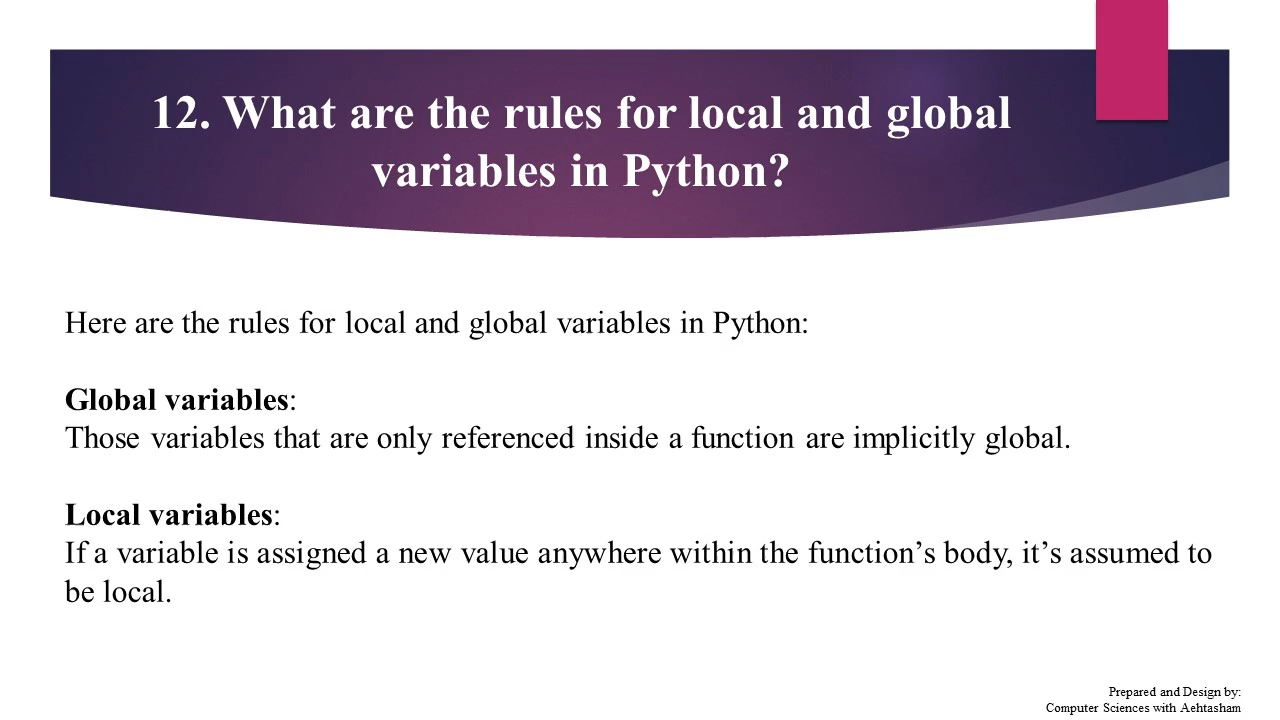 12. What are the rules for local and global
variables in Python?
Here are the rules for local and global variables in Python:
Global variables:
Those variables that are only referenced inside a function are implicitly global.
Local variables:
If a variable is assigned a new value anywhere within the function’s body, it’s assumed to
be local.
Prepared and Design by:
Computer Sciences with Aehtasham